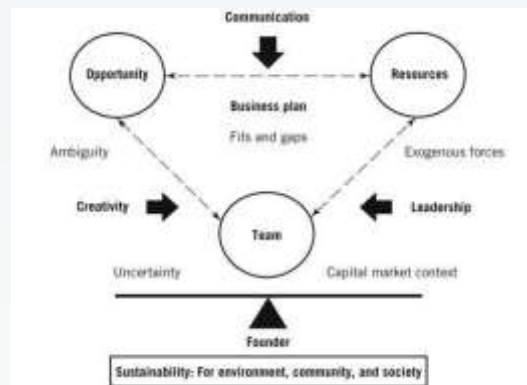 Communication
Opportunity
Resources
Business plan
Fits and gaps
Ambiguity
Exogenous forces
Creativity
Leadership
Team
Uncertainty
Capital market context
Founder
Sustainability: For environment, community, and society